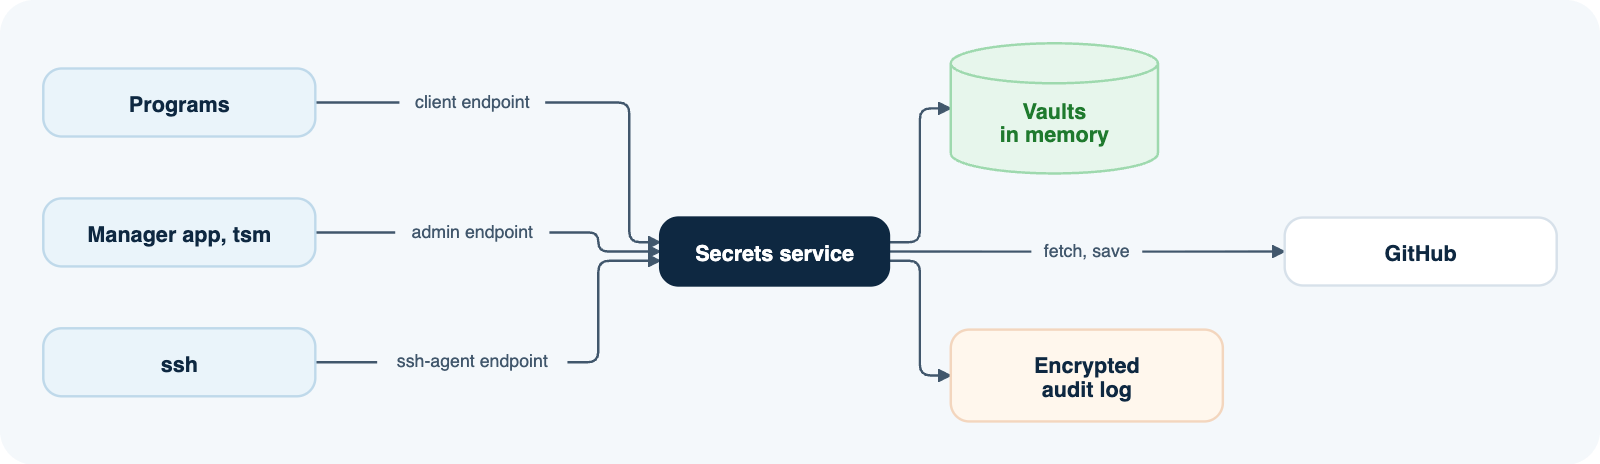 Programs
client endpoint
Vaults
in memory
Manager app, tsm
admin endpoint
Secrets service
fetch, save
GitHub
ssh
ssh-agent endpoint
Encrypted
audit log